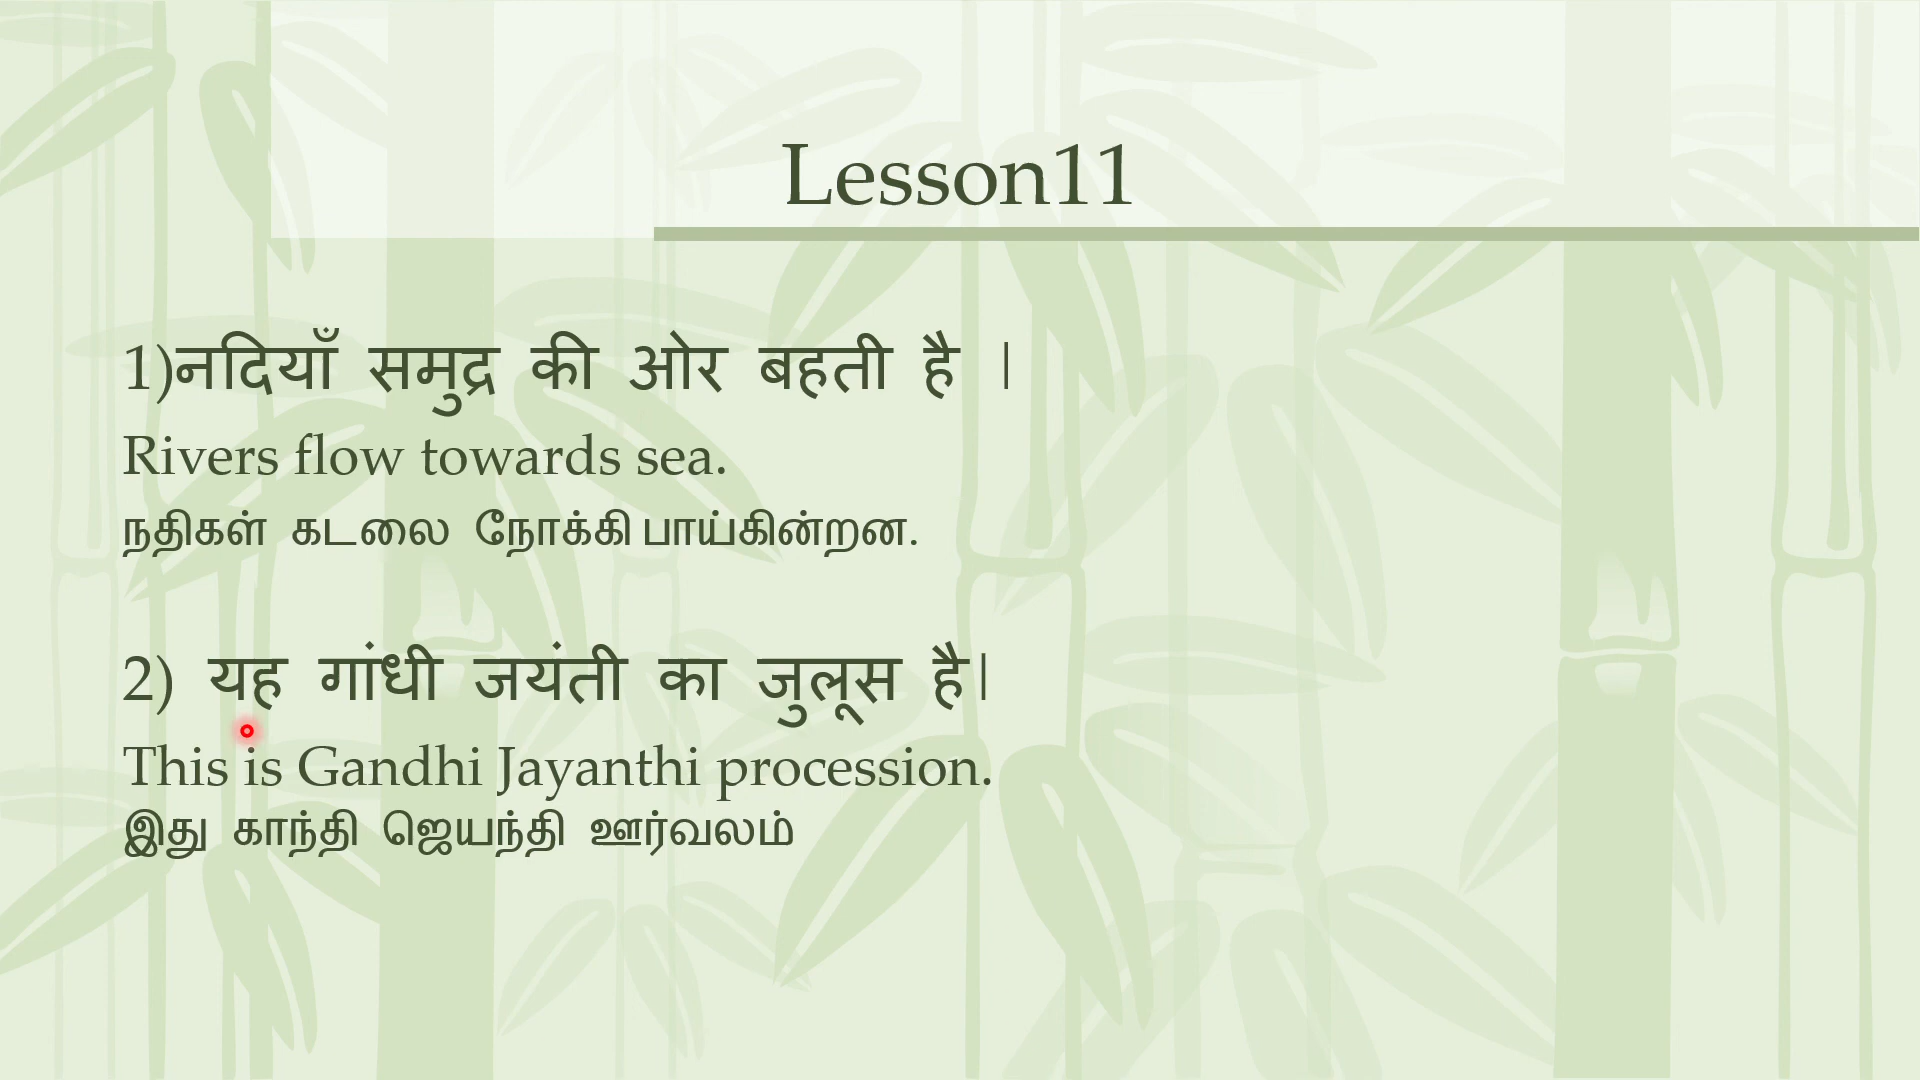 Lesson11
1)नदियाँ समुद्र की ओर बहती है |
Rivers flow towards sea.
நதிகள் கடலை நோக்கி பாய்கின்றன.
2) यह गांधी जयंती का जुलूस है|
This is Gandhi Jayanthi procession.
இது காந்தி ஜெயந்தி ஊர்வலம்